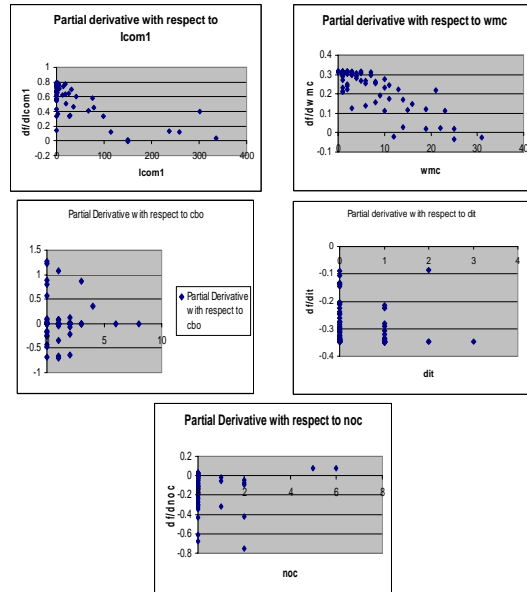 Partial derivative with respect to
lcom1
df/dlcom1
1
0.8
0.6
0.4
0.2
0
-0.2
0 100 200 300 400
lcom1
Partial derivative with respect to wmc
df/dwmc
0.4
0.3
0.2
0.1
0
-0.1
0 10 20 30 40
wmc
Partial Derivative with respect to cbo
1.5
1
0.5
0
-0.5
-1
0 5 10
Partial Derivative
with respect to
cbo
Partial derivative with respect to dit
df/dit
0
-0.1
-0.2
-0.3
-0.4
0 1 2 3 4
dit
Partial Derivative with respect to noc
df/dnoc
0.2
0
-0.2
-0.4
-0.6
-0.8
0 2 4 6 8
noc